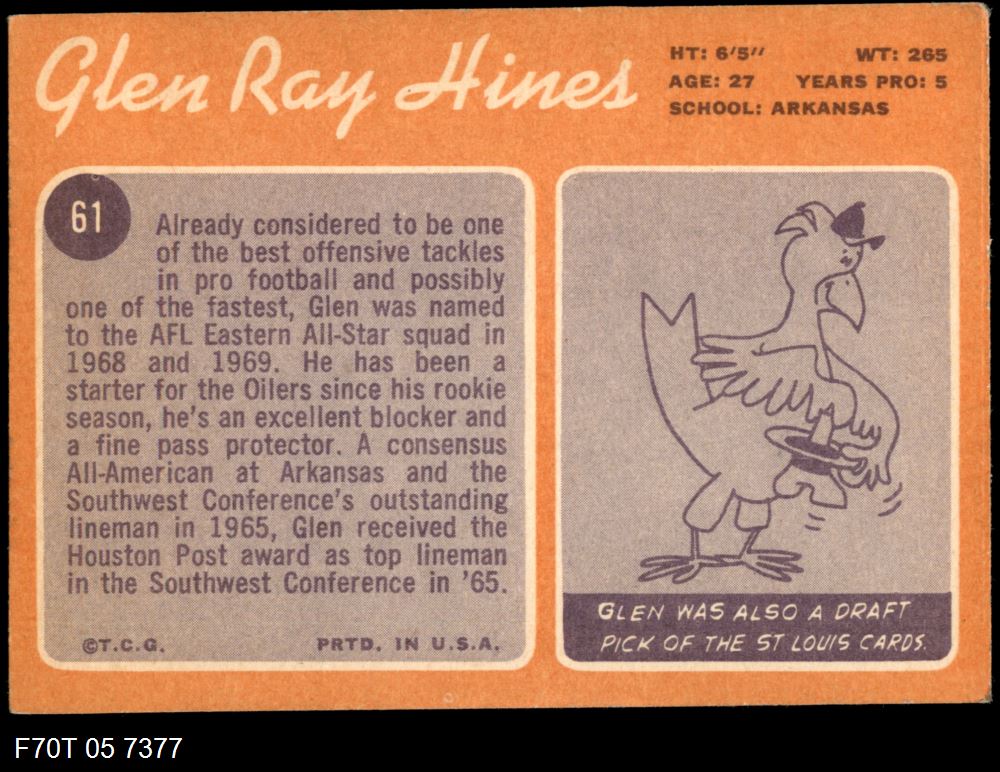 Glen Ray Hines
HT: 6'5" WT: 265
AGE: 27 YEARS PRO: 5
SCHOOL: ARKANSAS
61
Already considered to be one
of the best offensive tackles
in pro football and possibly
one of the fastest, Glen was named
to the AFL Eastern All-Star squad in
1968 and 1969. He has been a
starter for the Oilers since his rookie
season, he's an excellent blocker and
a fine pass protector. A consensus
All-American at Arkansas and the
Southwest Conference's outstanding
lineman in 1965, Glen received the
Houston Post award as top lineman
in the Southwest Conference in '65.
©T.C.G. PRTD. IN U.S.A.
GLEN WAS ALSO A DRAFT
PICK OF THE ST LOUIS CARDS.
F70T 05 7377